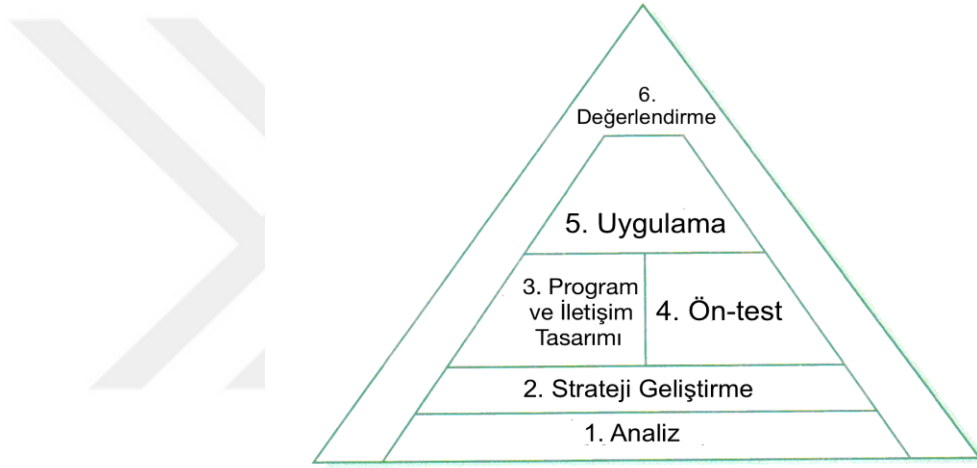 6.
Değerlendirme
5. Uygulama
3. Program
ve İletişim
Tasarımı
4. Ön-test
2. Strateji Geliştirme
1. Analiz